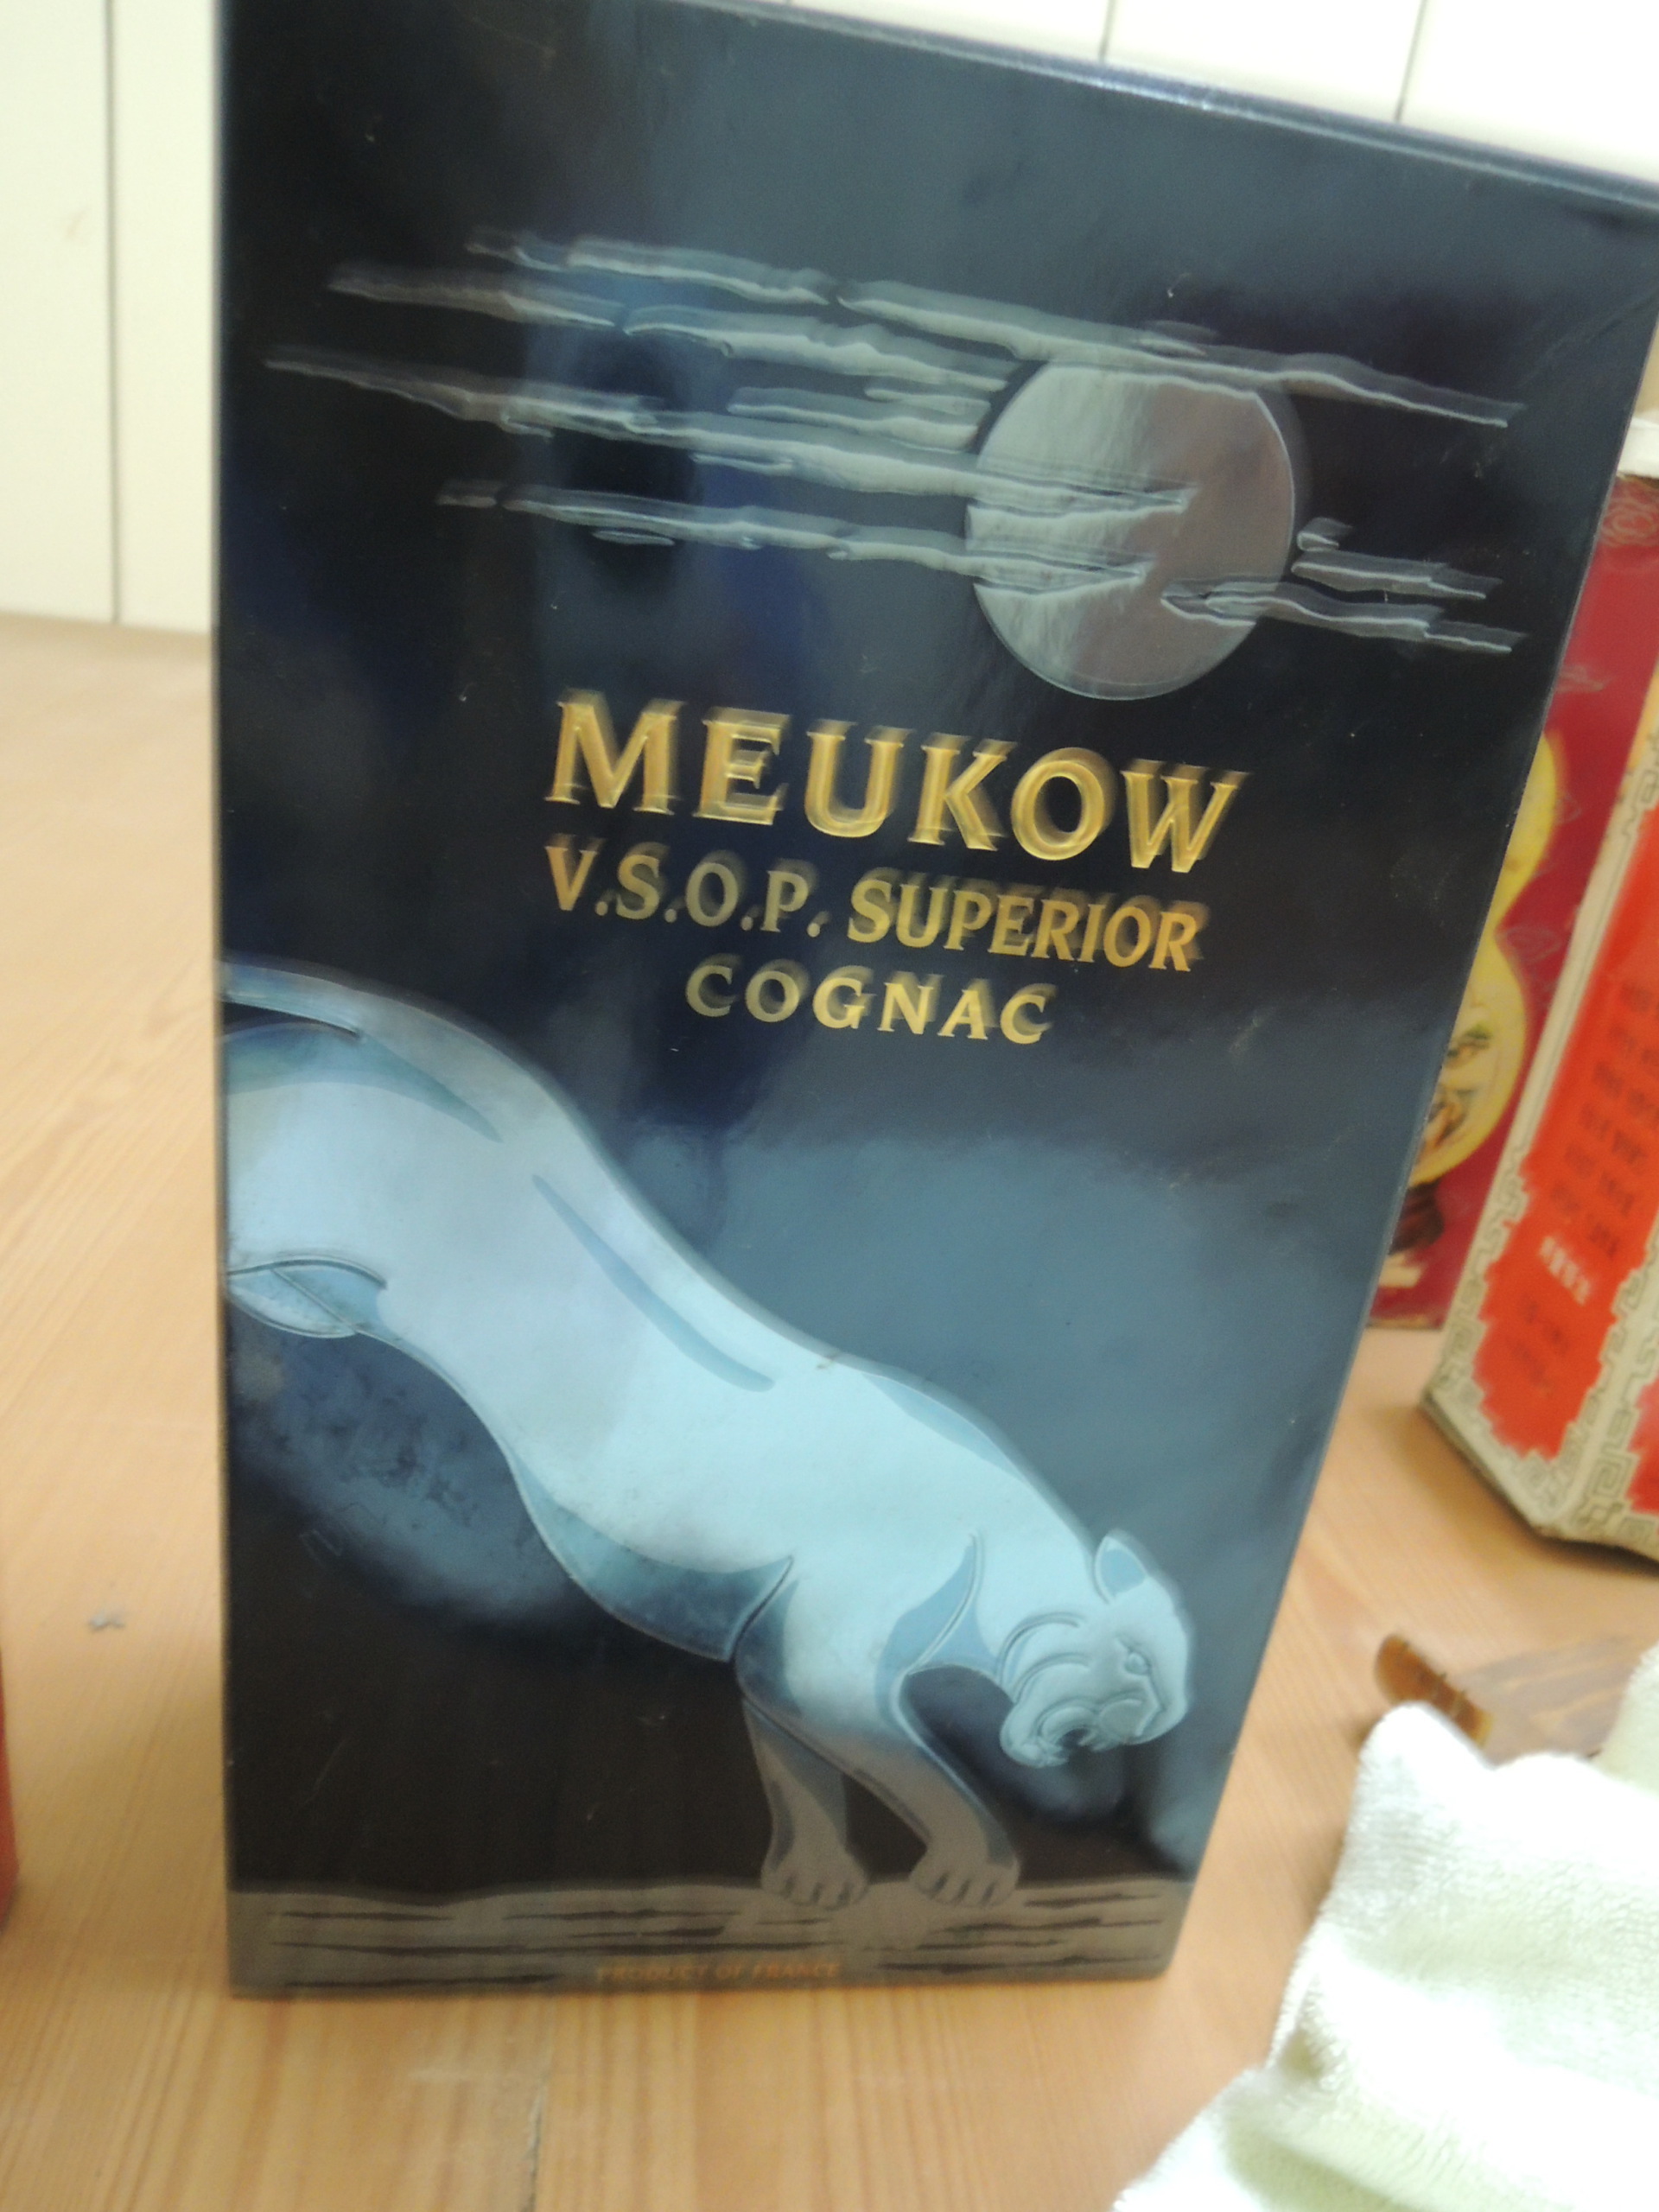 MEUKOW
V.S.O.P. SUPERIOR
COGNAC
PRODUCT OF FRANCE